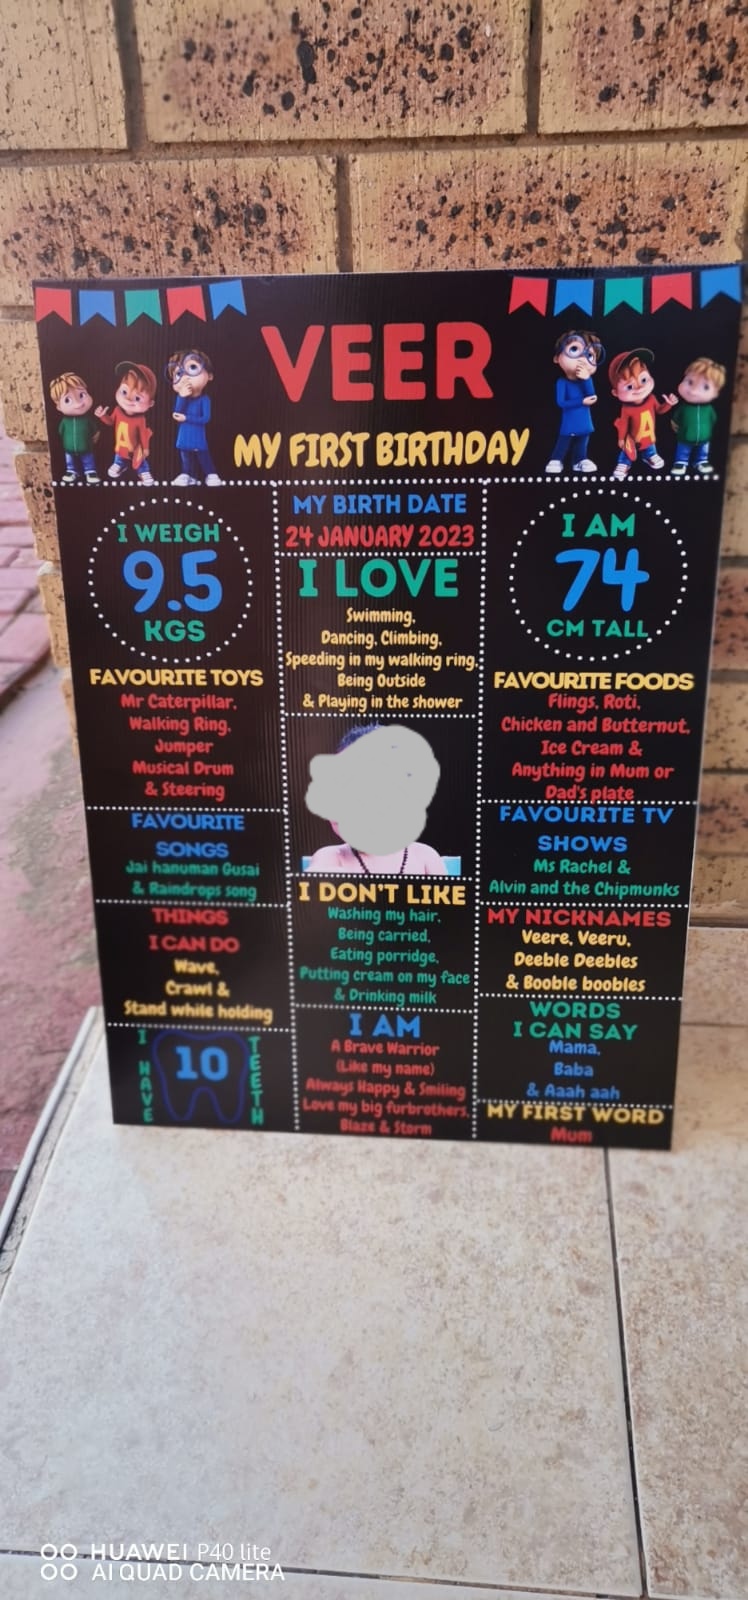 VEER
MY FIRST BIRTHDAY
A
A
I WEIGH
9.5
KGS
FAVOURITE TOYS
Mr Caterpillar,
Walking Ring,
Jumper
Musical Drum
& Steering
FAVOURITE
SONGS
Jai hanuman Gusai
& Raindrops song
THINGS
I CAN DO
Wave,
Crawl &
Stand while holding
I HAVE
10
TEETH
MY BIRTH DATE
24 JANUARY 2023
I LOVE
Swimming,
Dancing, Climbing,
Speeding in my walking ring,
Being Outside
& Playing in the shower
I DON'T LIKE
Washing my hair,
Being carried,
Eating porridge,
Putting cream on my face
& Drinking milk
I AM
A Brave Warrior
(Like my name)
Always Happy & Smiling
Love my big furbrothers,
Blaze & Storm
I AM
74
CM TALL
FAVOURITE FOODS
Flings, Roti,
Chicken and Butternut,
Ice Cream &
Anything in Mum or
Dad's plate
FAVOURITE TV
SHOWS
Ms Rachel &
Alvin and the Chipmunks
MY NICKNAMES
Veere, Veeru,
Deeble Deebles
& Booble boobles
WORDS
I CAN SAY
Mama,
Baba
& Aaah aah
MY FIRST WORD
Mum
HUAWEI P40 lite
AI QUAD CAMERA